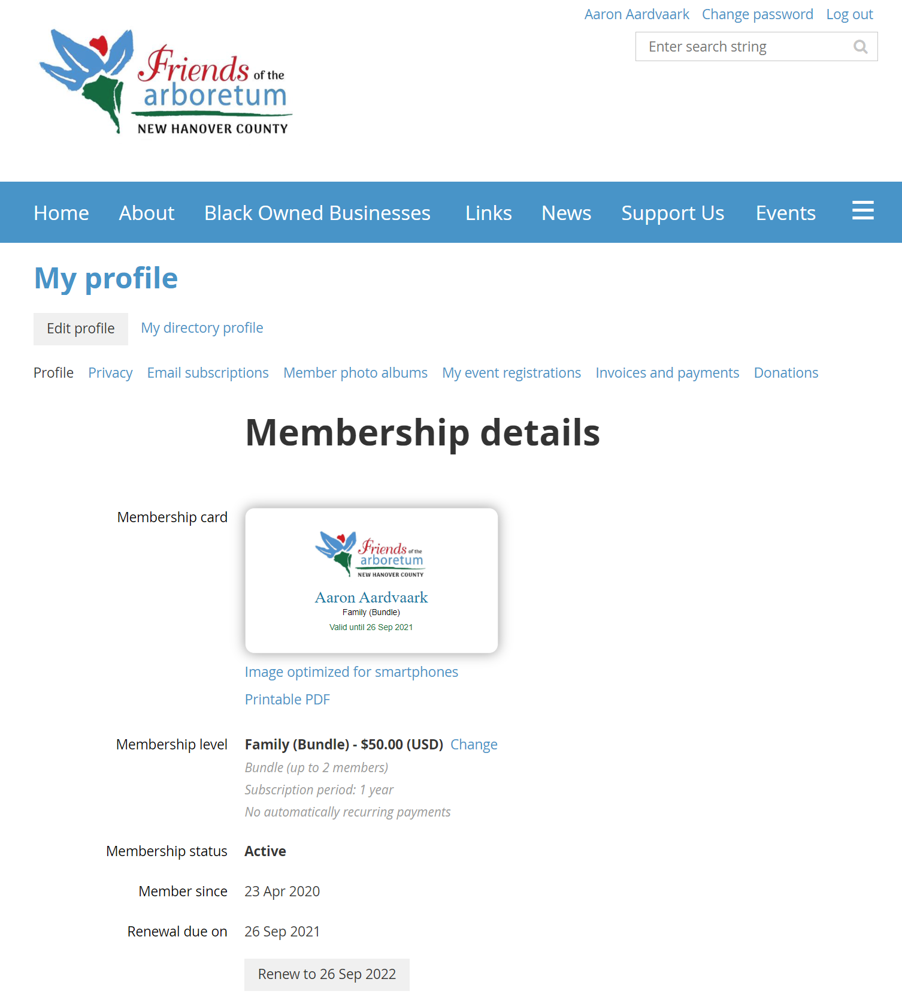 Aaron Aardvaark Change password Log out
Enter search string
Friends of the
arboretum
NEW HANOVER COUNTY
Home About Black Owned Businesses Links News Support Us Events
My profile
Edit profile My directory profile
Profile Privacy Email subscriptions Member photo albums My event registrations Invoices and payments Donations
Membership details
Membership card
Friends of the
arboretum
NEW HANOVER COUNTY
Aaron Aardvaark
Family (Bundle)
Valid until 26 Sep 2021
Image optimized for smartphones
Printable PDF
Membership level Family (Bundle) - $50.00 (USD) Change
Bundle (up to 2 members)
Subscription period: 1 year
No automatically recurring payments
Membership status Active
Member since 23 Apr 2020
Renewal due on 26 Sep 2021
Renew to 26 Sep 2022